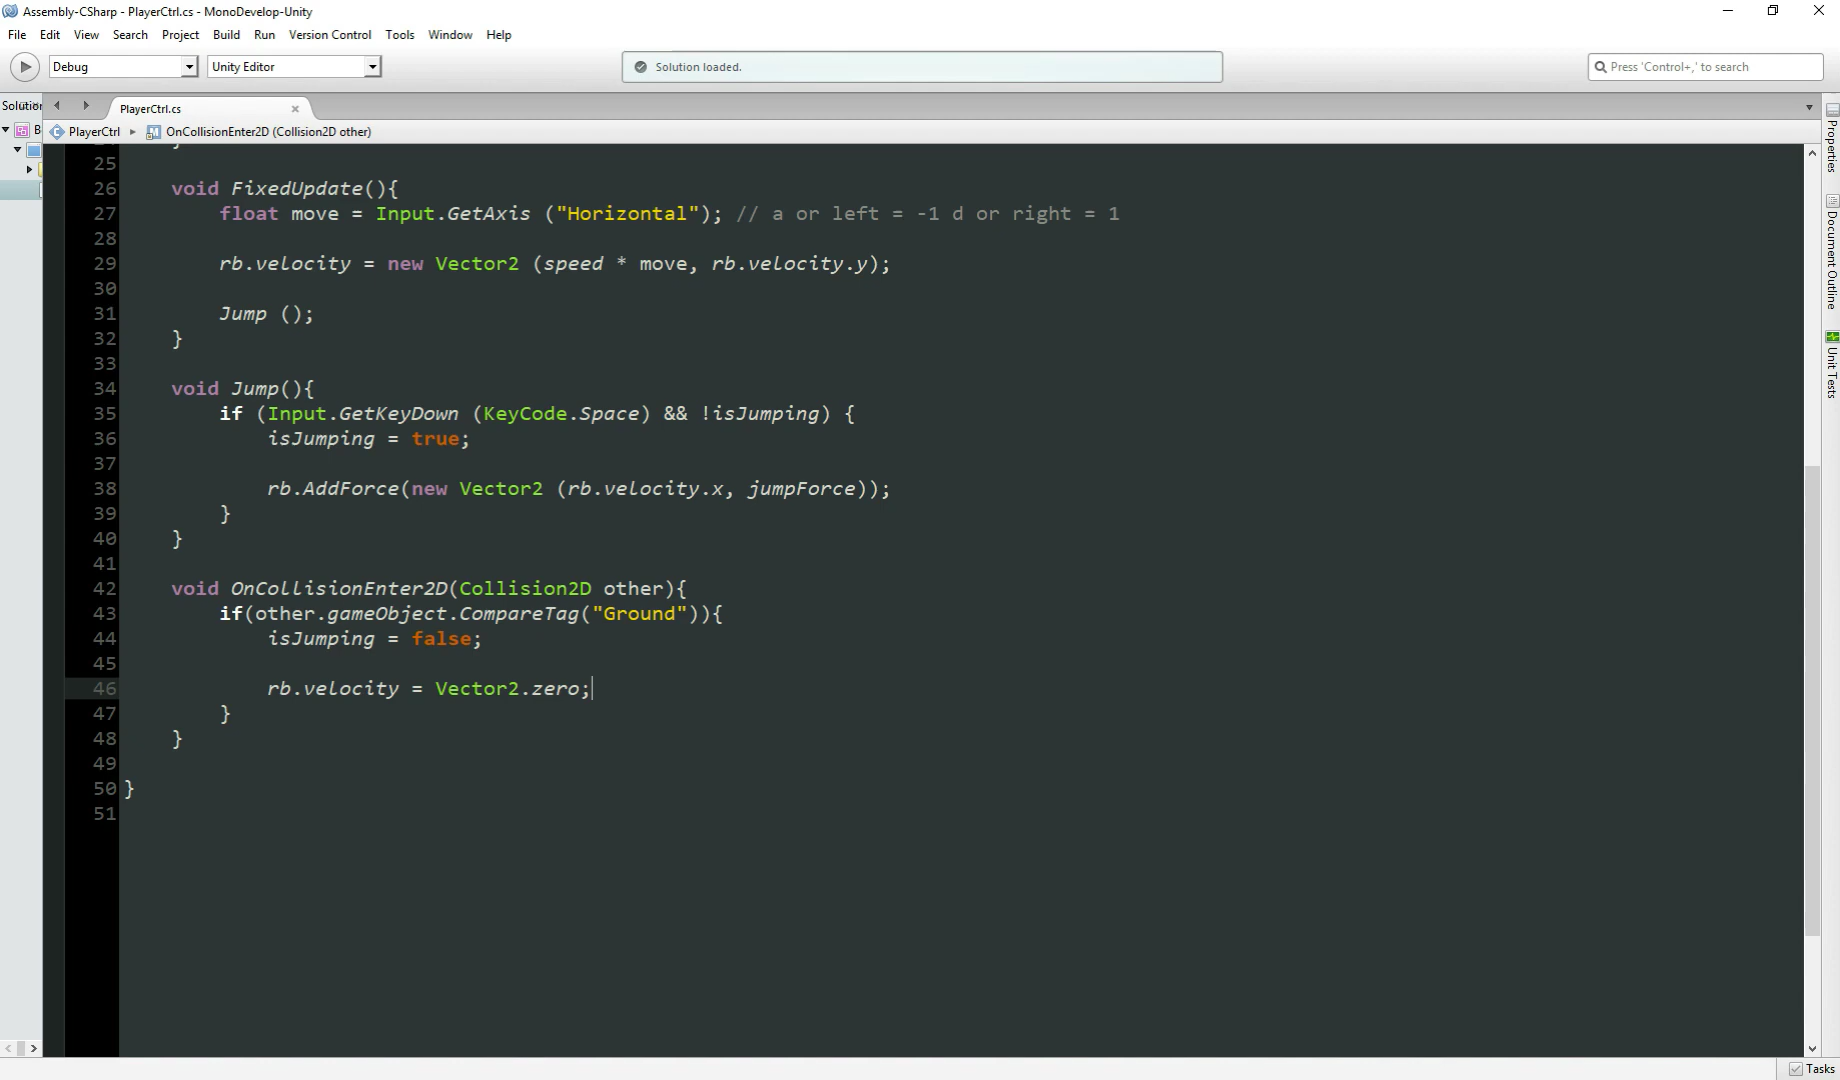 Assembly-CSharp - PlayerCtrl.cs - MonoDevelop-Unity
File Edit View Search Project Build Run Version Control Tools Window Help
Debug Unity Editor Solution loaded. Press 'Control+,' to search
Solution PlayerCtrl.cs
PlayerCtrl OnCollisionEnter2D (Collision2D other)
B
Properties
Document Outline
Unit Tests
25
26 void FixedUpdate(){
27 float move = Input.GetAxis ("Horizontal"); // a or left = -1 d or right = 1
28
29 rb.velocity = new Vector2 (speed * move, rb.velocity.y);
30
31 Jump ();
32 }
33
34 void Jump(){
35 if (Input.GetKeyDown (KeyCode.Space) && !isJumping) {
36 isJumping = true;
37
38 rb.AddForce(new Vector2 (rb.velocity.x, jumpForce));
39 }
40 }
41
42 void OnCollisionEnter2D(Collision2D other){
43 if(other.gameObject.CompareTag("Ground")){
44 isJumping = false;
45
46 rb.velocity = Vector2.zero;
47 }
48 }
49
50 }
51
Tasks